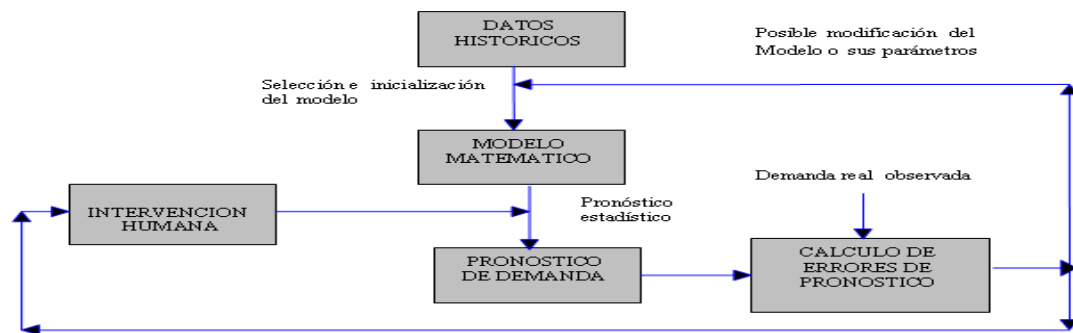 DATOS
HISTORICOS
Posible modificación del
Modelo o sus parámetros
Selección e inicialización
del modelo
MODELO
MATEMATICO
Demanda real observada
INTERVENCION
HUMANA
Pronóstico
estadístico
PRONOSTICO
DE DEMANDA
CALCULO DE
ERRORES DE
PRONOSTICO